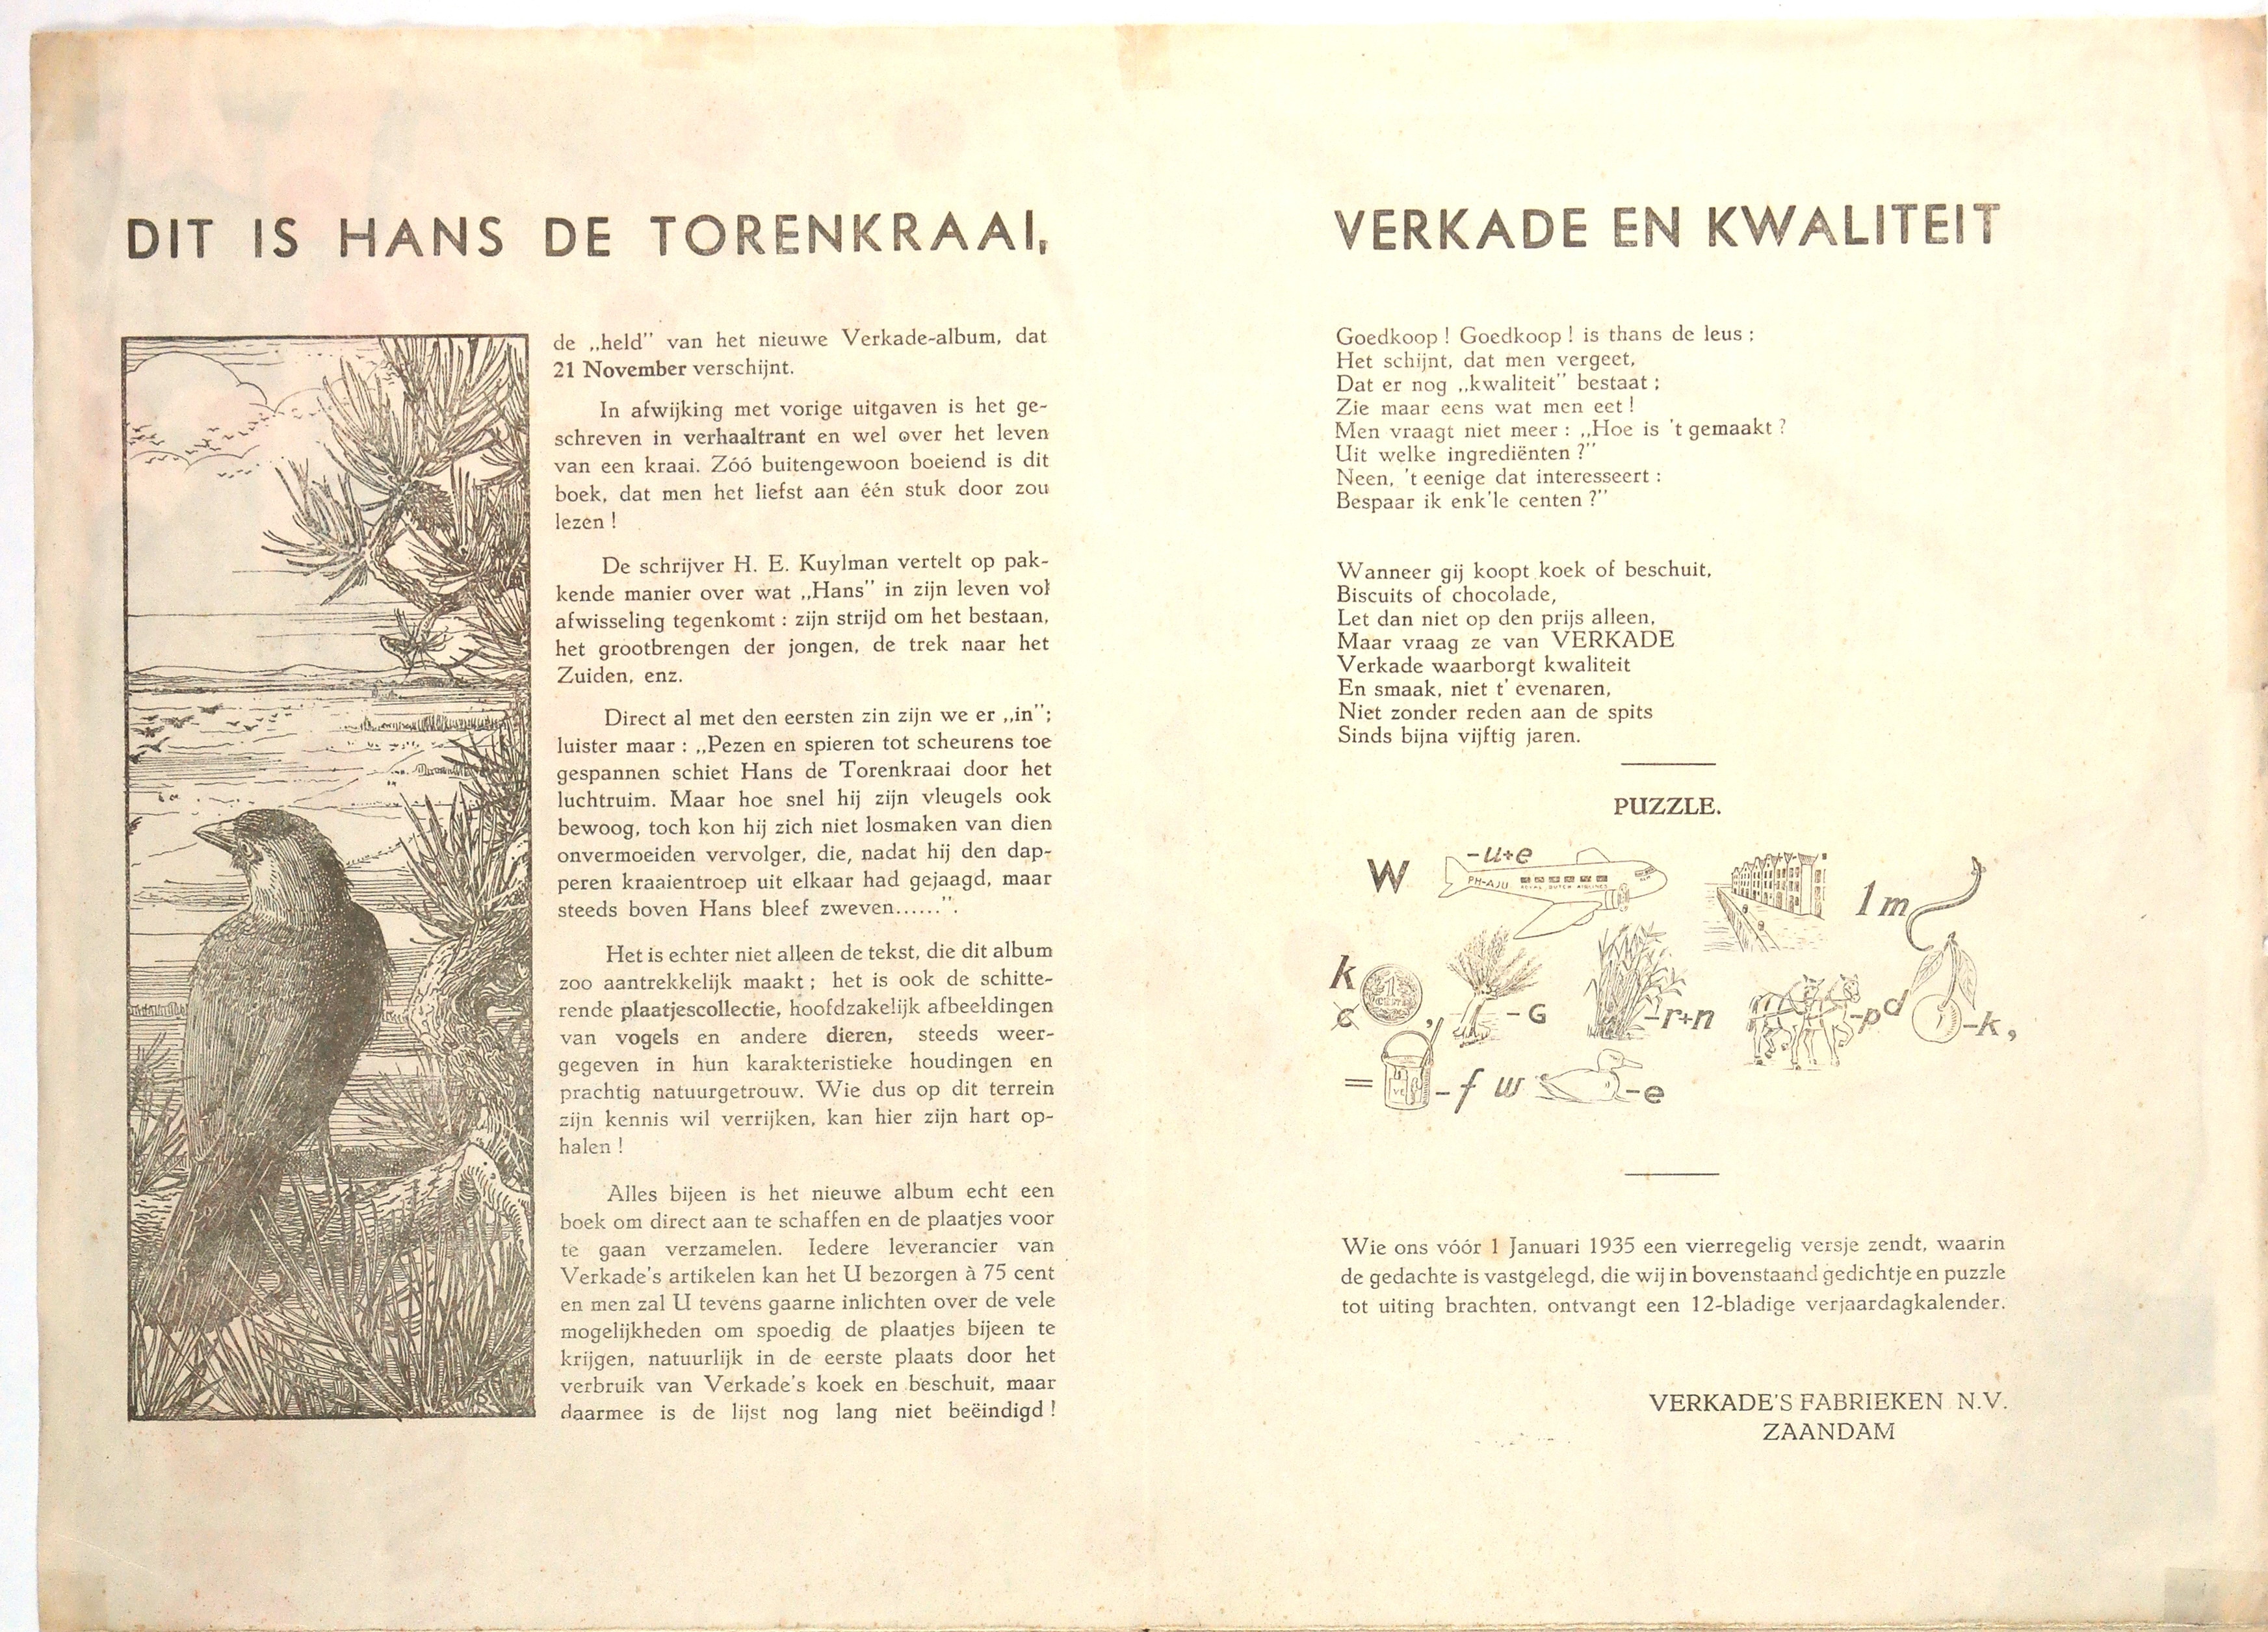 DIT IS HANS DE TORENKRAAI,
de „held” van het nieuwe Verkade-album, dat
21 November verschijnt.
In afwijking met vorige uitgaven is het ge-
schreven in verhaaltrant en wel over het leven
van een kraai. Zóó buitengewoon boeiend is dit
boek, dat men het liefst aan één stuk door zou
lezen !
De schrijver H. E. Kuylman vertelt op pak-
kende manier over wat „Hans” in zijn leven vol
afwisseling tegenkomt : zijn strijd om het bestaan,
het grootbrengen der jongen, de trek naar het
Zuiden, enz.
Direct al met den eersten zin zijn we er „in”;
luister maar : „Pezen en spieren tot scheurens toe
gespannen schiet Hans de Torenkraai door het
luchtruim. Maar hoe snel hij zijn vleugels ook
bewoog, toch kon hij zich niet losmaken van dien
onvermoeiden vervolger, die, nadat hij den dap-
peren kraaientroep uit elkaar had gejaagd, maar
steeds boven Hans bleef zweven......”.
Het is echter niet alleen de tekst, die dit album
zoo aantrekkelijk maakt ; het is ook de schitte-
rende plaatjescollectie, hoofdzakelijk afbeeldingen
van vogels en andere dieren, steeds weer-
gegeven in hun karakteristieke houdingen en
prachtig natuurgetrouw. Wie dus op dit terrein
zijn kennis wil verrijken, kan hier zijn hart op-
halen !
Alles bijeen is het nieuwe album echt een
boek om direct aan te schaffen en de plaatjes voor
te gaan verzamelen. Iedere leverancier van
Verkade's artikelen kan het U bezorgen à 75 cent
en men zal U tevens gaarne inlichten over de vele
mogelijkheden om spoedig de plaatjes bijeen te
krijgen, natuurlijk in de eerste plaats door het
verbruik van Verkade's koek en beschuit, maar
daarmee is de lijst nog lang niet beëindigd !
VERKADE EN KWALITEIT
Goedkoop ! Goedkoop ! is thans de leus ;
Het schijnt, dat men vergeet,
Dat er nog „kwaliteit” bestaat ;
Zie maar eens wat men eet !
Men vraagt niet meer : „Hoe is 't gemaakt ?
Uit welke ingrediënten ?”
Neen, 't eenige dat interesseert :
Bespaar ik enk'le centen ?”
Wanneer gij koopt koek of beschuit,
Biscuits of chocolade,
Let dan niet op den prijs alleen,
Maar vraag ze van VERKADE
Verkade waarborgt kwaliteit
En smaak, niet t' evenaren,
Niet zonder reden aan de spits
Sinds bijna vijftig jaren.
PUZZLE.
W -u+e PH-AJU ROYAL DUTCH AIRLINES 1 m
k c 1 CENT , -G -r+n -p d -k ,
= -f w -e
Wie ons vóór 1 Januari 1935 een vierregelig versje zendt, waarin
de gedachte is vastgelegd, die wij in bovenstaand gedichtje en puzzle
tot uiting brachten, ontvangt een 12-bladige verjaardagkalender.
VERKADE'S FABRIEKEN N.V.
ZAANDAM